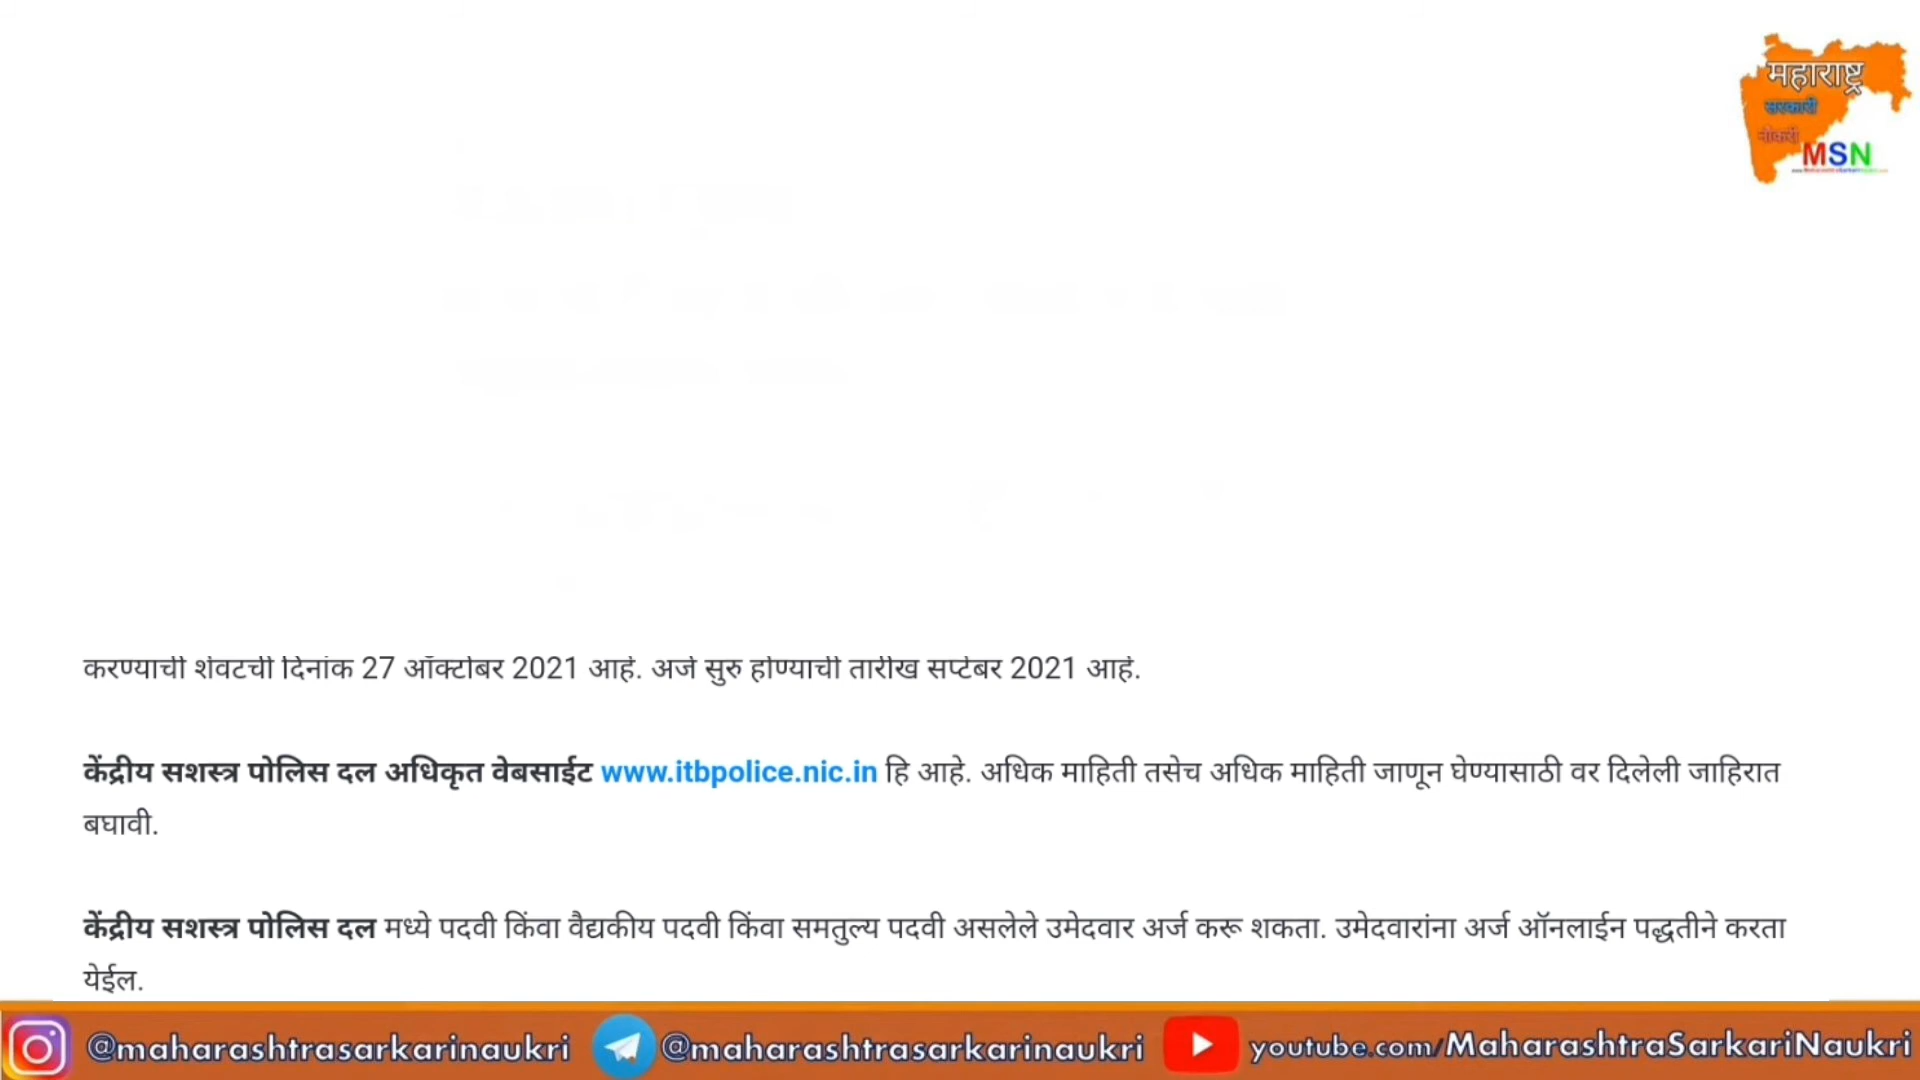 महाराष्ट्र
सरकारी
नोकरी
MSN
करण्याची शेवटची दिनांक 27 ऑक्टोबर 2021 आहे. अर्ज सुरु होण्याची तारीख सप्टेंबर 2021 आहे.
केंद्रीय सशस्त्र पोलिस दल अधिकृत वेबसाईट www.itbpolice.nic.in हि आहे. अधिक माहिती तसेच अधिक माहिती जाणून घेण्यासाठी वर दिलेली जाहिरात
बघावी.
केंद्रीय सशस्त्र पोलिस दल मध्ये पदवी किंवा वैद्यकीय पदवी किंवा समतुल्य पदवी असलेले उमेदवार अर्ज करू शकता. उमेदवारांना अर्ज ऑनलाईन पद्धतीने करता
येईल.
@maharashtrasarkarinaukri @maharashtrasarkarinaukri youtube.com/MaharashtraSarkariNaukri